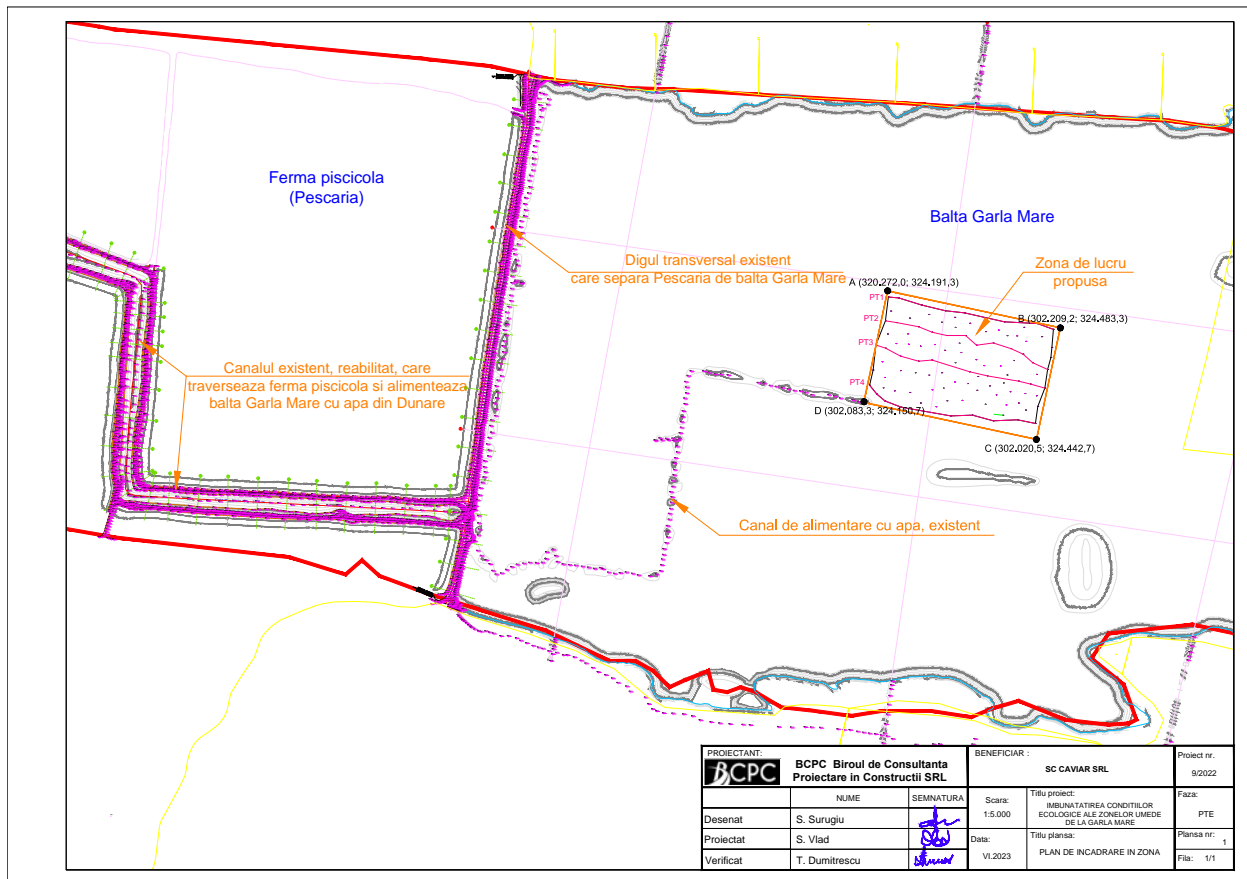 Ferma piscicola
(Pescaria)
Balta Garla Mare
Digul transversal existent
care separa Pescaria de balta Garla Mare
Zona de lucru
propusa
A (320.272,0; 324.191,3)
B (302.209,2; 324.483,3)
PT1
PT2
PT3
PT4
D (302.083,3; 324.150,7)
C (302.020,5; 324.442,7)
Canalul existent, reabilitat, care
traverseaza ferma piscicola si alimenteaza
balta Garla Mare cu apa din Dunare
Canal de alimentare cu apa, existent
PROIECTANT:
BCPC
BCPC Biroul de Consultanta
Proiectare in Constructii SRL
BENEFICIAR :
SC CAVIAR SRL
Proiect nr.
9/2022
NUME
SEMNATURA
Scara:
1:5.000
Titlu proiect:
IMBUNATATIREA CONDITIILOR
ECOLOGICE ALE ZONELOR UMEDE
DE LA GARLA MARE
Faza:
PTE
Desenat
S. Surugiu
Proiectat
S. Vlad
Data:
VI.2023
Titlu plansa:
PLAN DE INCADRARE IN ZONA
Plansa nr:
1
Verificat
T. Dumitrescu
Fila: 1/1